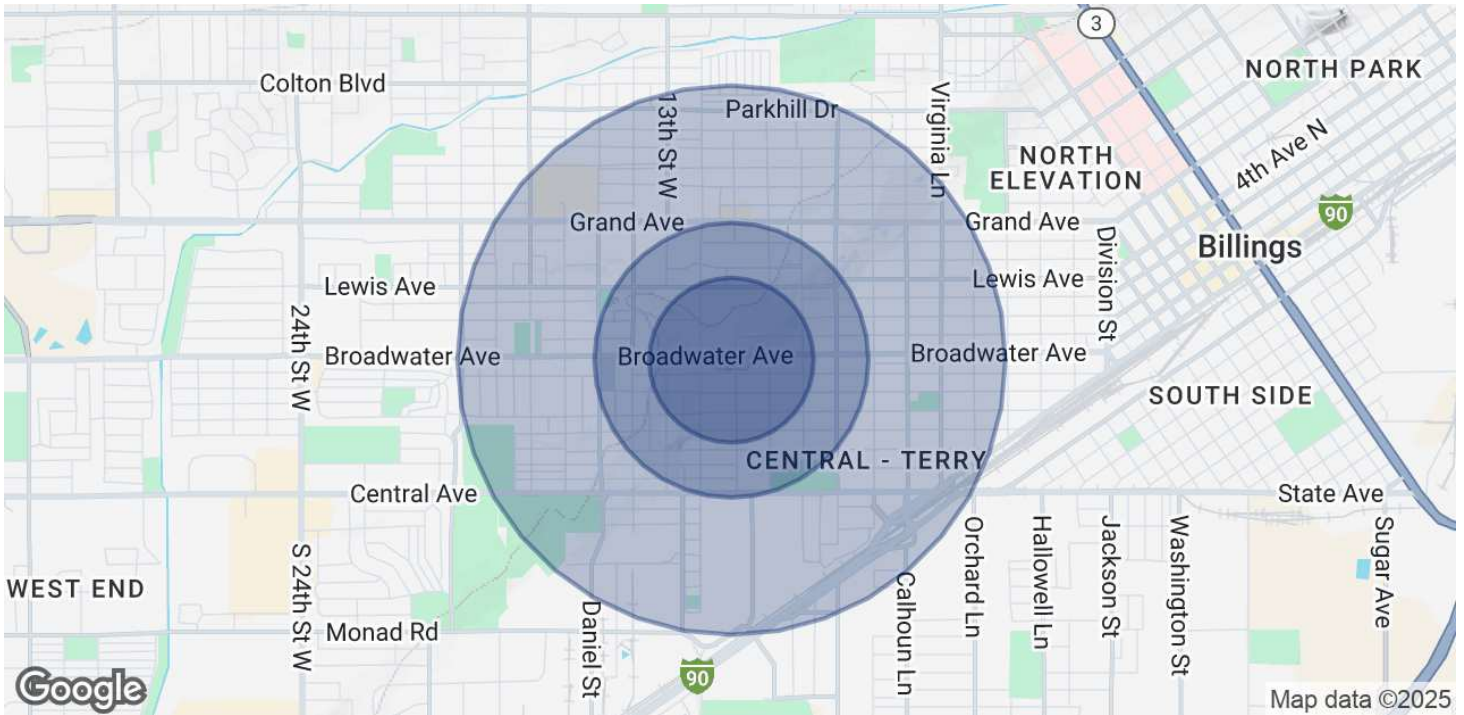 3
Colton Blvd
NORTH PARK
13th St W
Parkhill Dr
Virginia Ln
4th Ave N
NORTH
ELEVATION
90
Grand Ave
Grand Ave
Division St
Billings
Lewis Ave
Lewis Ave
24th St W
Broadwater Ave
Broadwater Ave
Broadwater Ave
SOUTH SIDE
CENTRAL - TERRY
Central Ave
State Ave
S 24th St W
Orchard Ln
Hallowell Ln
Jackson St
Washington St
Sugar Ave
WEST END
Calhoun Ln
Daniel St
Monad Rd
90
Google
Map data ©2025